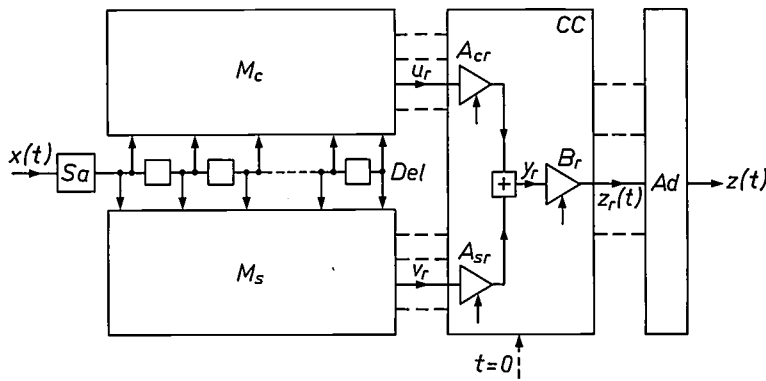 CC
M_c
A_cr
u_r
x(t)
Sa
Del
y_r
B_r
z_r(t)
Ad
z(t)
+
M_s
A_sr
v_r
t=0